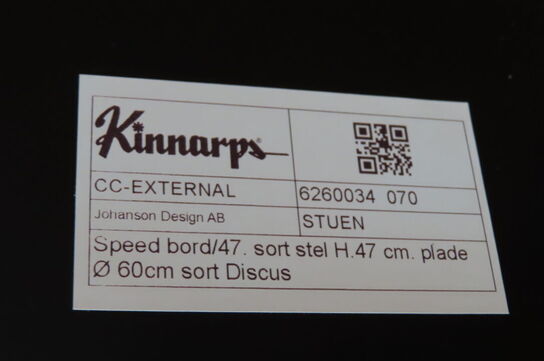 Kinnarps
CC-EXTERNAL
6260034 070
Johanson Design AB
STUEN
Speed bord/47. sort stel H.47 cm. plade
Ø 60cm sort Discus